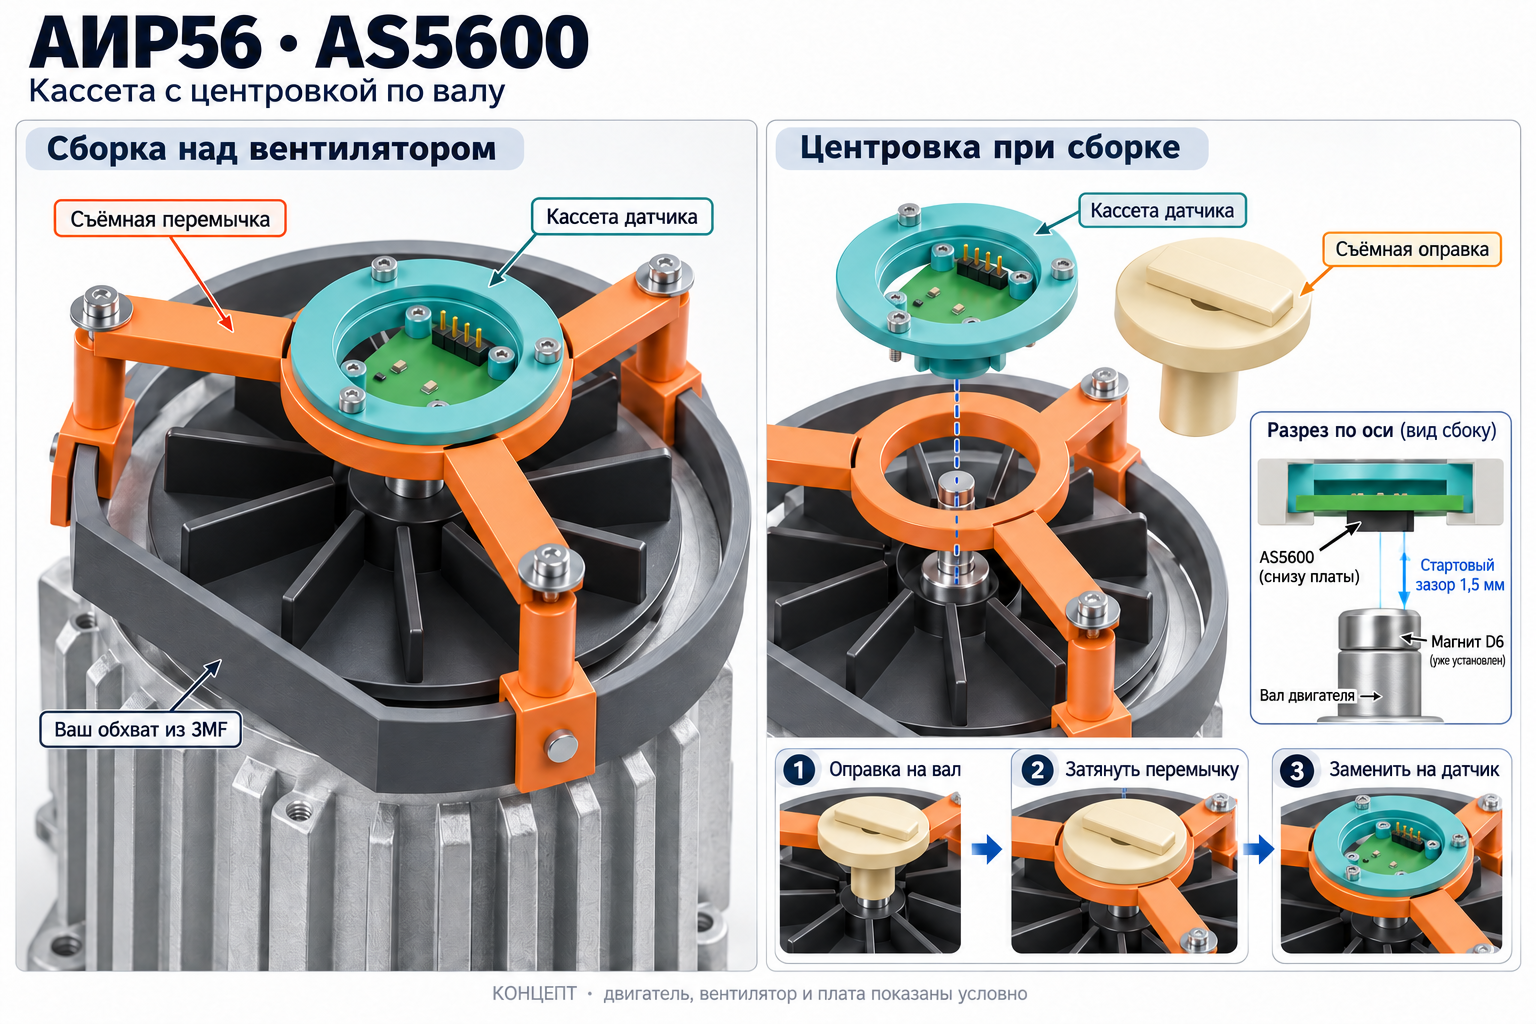 АИР56 · AS5600
Кассета с центровкой по валу
Сборка над вентилятором
Съёмная перемычка
Кассета датчика
Ваш обхват из 3MF
Центровка при сборке
Кассета датчика
Съёмная оправка
Разрез по оси (вид сбоку)
AS5600
(снизу платы)
Стартовый
зазор 1,5 мм
Магнит D6
(уже установлен)
Вал двигателя
1 Оправка на вал
2 Затянуть перемычку
3 Заменить на датчик
КОНЦЕПТ · двигатель, вентилятор и плата показаны условно